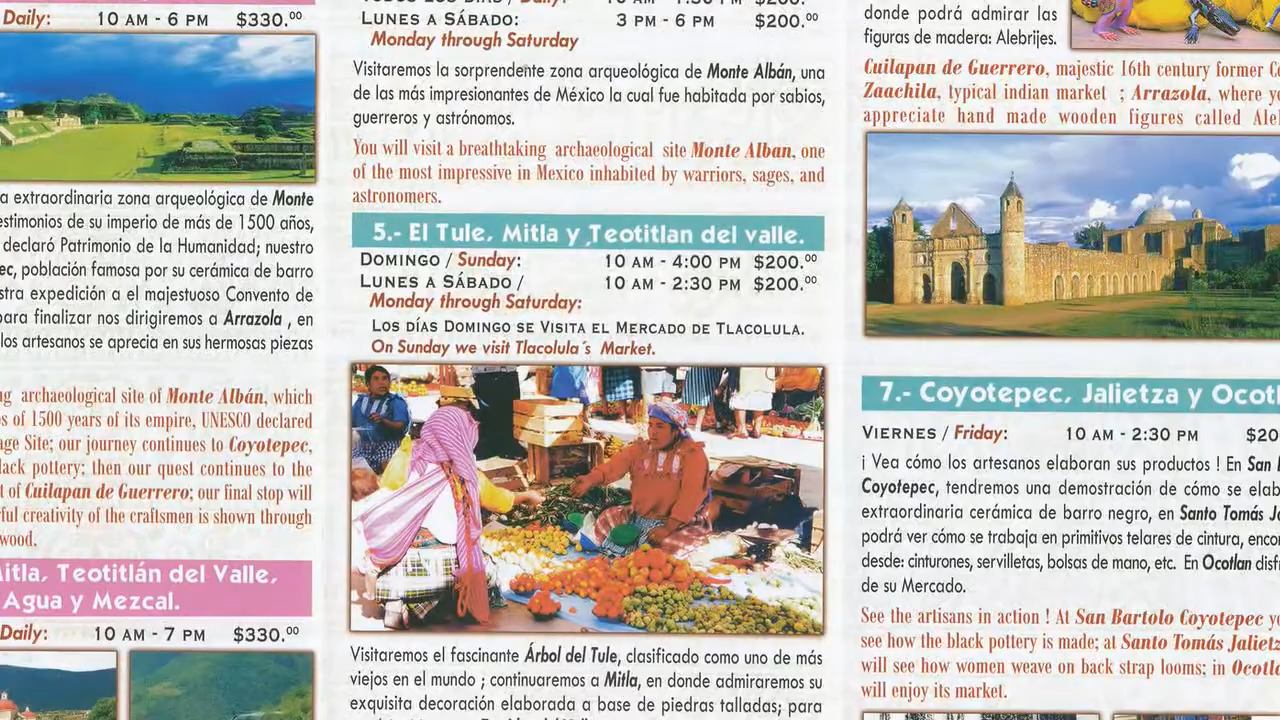 Daily: 10 AM - 6 PM $330.00
a extraordinaria zona arqueológica de Monte
estimonios de su imperio de más de 1500 años,
declaró Patrimonio de la Humanidad; nuestro
ec, población famosa por su cerámica de barro
stra expedición a el majestuoso Convento de
para finalizar nos dirigiremos a Arrazola , en
los artesanos se aprecia en sus hermosas piezas
ng archaeological site of Monte Albán, which
s of 1500 years of its empire, UNESCO declared
age Site; our journey continues to Coyotepec,
lack pottery; then our quest continues to the
t of Cuilapan de Guerrero; our final stop will
ful creativity of the craftsmen is shown through
wood.
Mitla, Teotitlán del Valle,
Agua y Mezcal.
Daily: 10 AM - 7 PM $330.00
LUNES A SÁBADO: 3 PM - 6 PM $200.00
Monday through Saturday
Visitaremos la sorprendente zona arqueológica de Monte Albán, una
de las más impresionantes de México la cual fue habitada por sabios,
guerreros y astrónomos.
You will visit a breathtaking archaeological site Monte Alban, one
of the most impressive in Mexico inhabited by warriors, sages, and
astronomers.
5.- El Tule, Mitla y Teotitlan del valle.
DOMINGO / Sunday: 10 AM - 4:00 PM $200.00
LUNES A SÁBADO / 10 AM - 2:30 PM $200.00
Monday through Saturday:
LOS DÍAS DOMINGO SE VISITA EL MERCADO DE TLACOLULA.
On Sunday we visit Tlacolula´s Market.
Visitaremos el fascinante Árbol del Tule, clasificado como uno de más
viejos en el mundo ; continuaremos a Mitla, en donde admiraremos su
exquisita decoración elaborada a base de piedras talladas; para
donde podrá admirar las
figuras de madera: Alebrijes.
Cuilapan de Guerrero, majestic 16th century former Co
Zaachila, typical indian market ; Arrazola, where yo
appreciate hand made wooden figures called Aleb
7.- Coyotepec, Jalietza y Ocotl
VIERNES / Friday: 10 AM - 2:30 PM $20
¡ Vea cómo los artesanos elaboran sus productos ! En San
Coyotepec, tendremos una demostración de cómo se elab
extraordinaria cerámica de barro negro, en Santo Tomás Ja
podrá ver cómo se trabaja en primitivos telares de cintura, encon
desde: cinturones, servilletas, bolsas de mano, etc. En Ocotlan disf
de su Mercado.
See the artisans in action ! At San Bartolo Coyotepec yo
see how the black pottery is made; at Santo Tomás Jalietz
will see how women weave on back strap looms; in Ocotla
will enjoy its market.